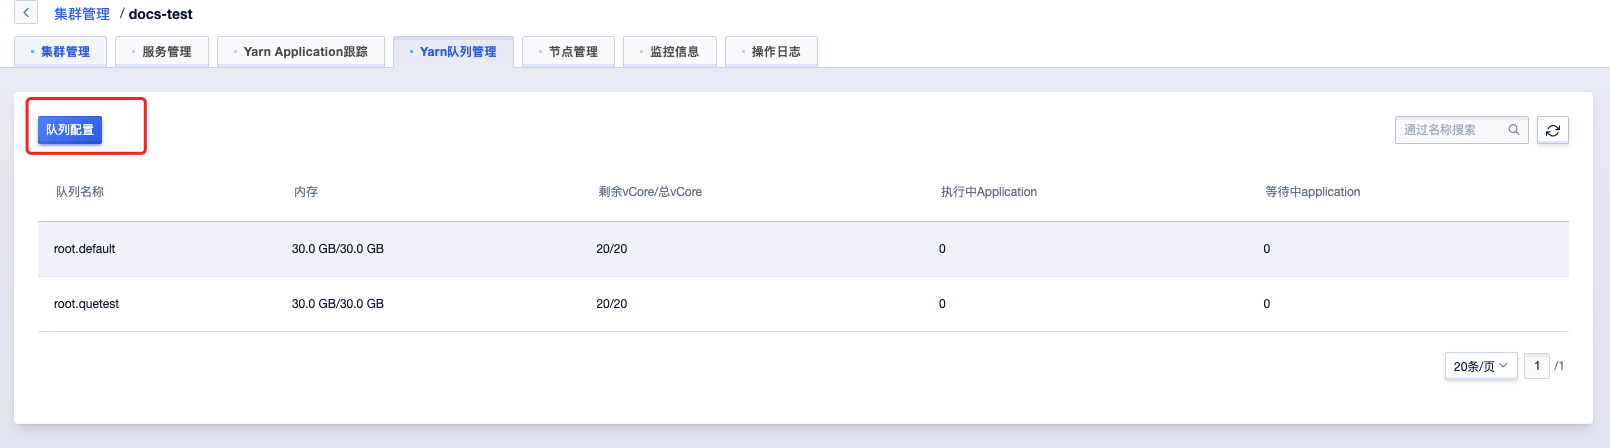 集群管理 / docs-test
集群管理 服务管理 Yarn Application跟踪 Yarn队列管理 节点管理 监控信息 操作日志
队列配置 通过名称搜索
队列名称 内存 剩余vCore/总vCore 执行中Application 等待中application
root.default 30.0 GB/30.0 GB 20/20 0 0
root.quetest 30.0 GB/30.0 GB 20/20 0 0
20条/页 1 /1